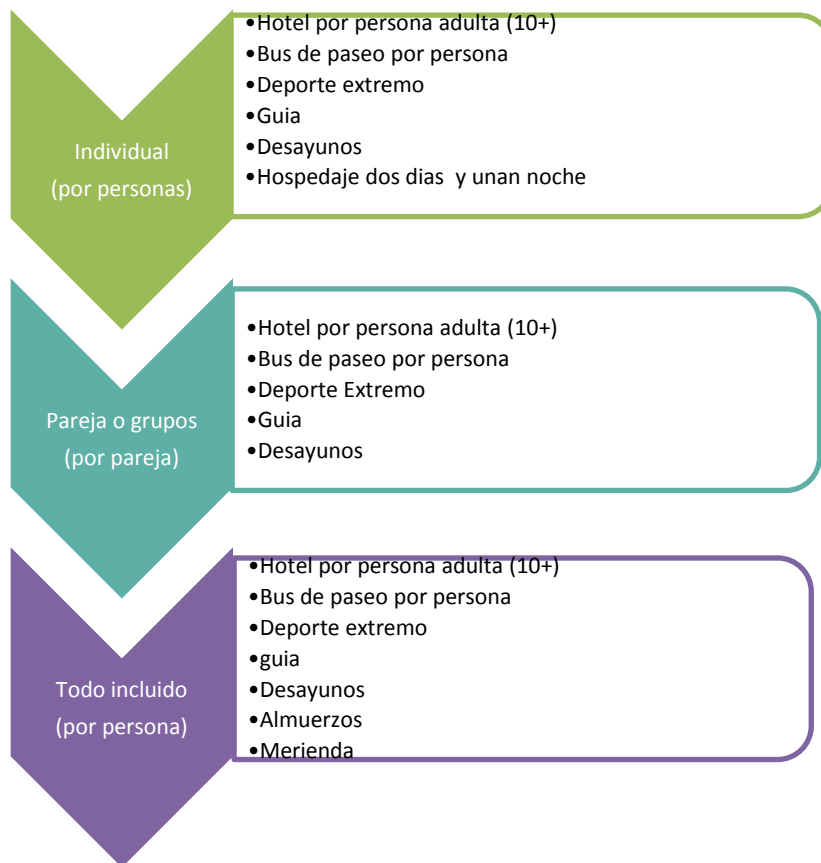 Individual
(por personas)
•Hotel por persona adulta (10+)
•Bus de paseo por persona
•Deporte extremo
•Guia
•Desayunos
•Hospedaje dos dias  y unan noche
Pareja o grupos
(por pareja)
•Hotel por persona adulta (10+)
•Bus de paseo por persona
•Deporte Extremo
•Guia
•Desayunos
Todo incluido
(por persona)
•Hotel por persona adulta (10+)
•Bus de paseo por persona
•Deporte extremo
•guia
•Desayunos
•Almuerzos
•Merienda